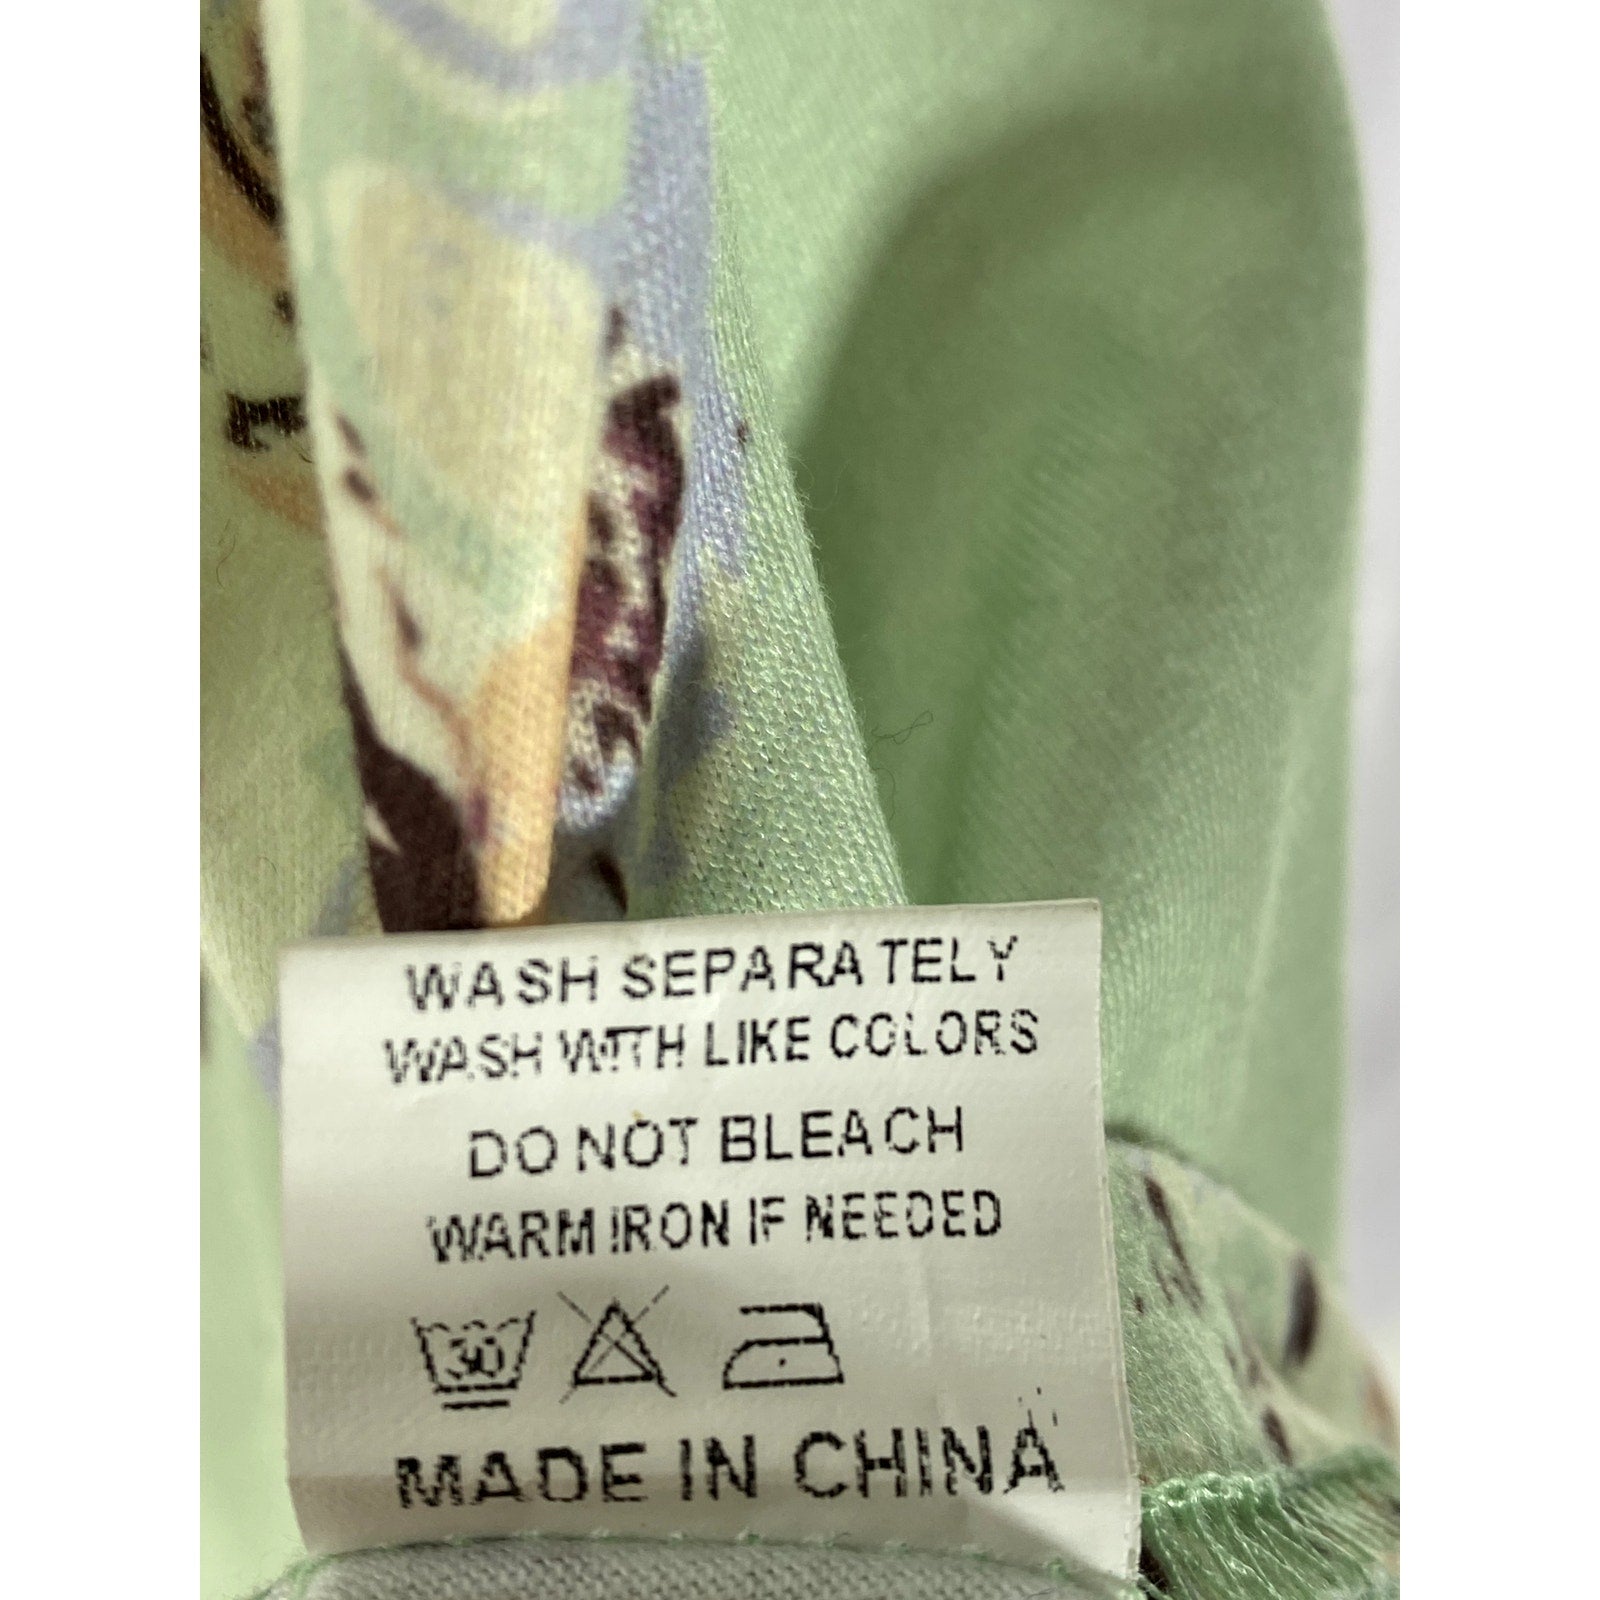 WASH SEPARATELY
WASH WITH LIKE COLORS
DO NOT BLEACH
WARM IRON IF NEEDED
30
MADE IN CHINA